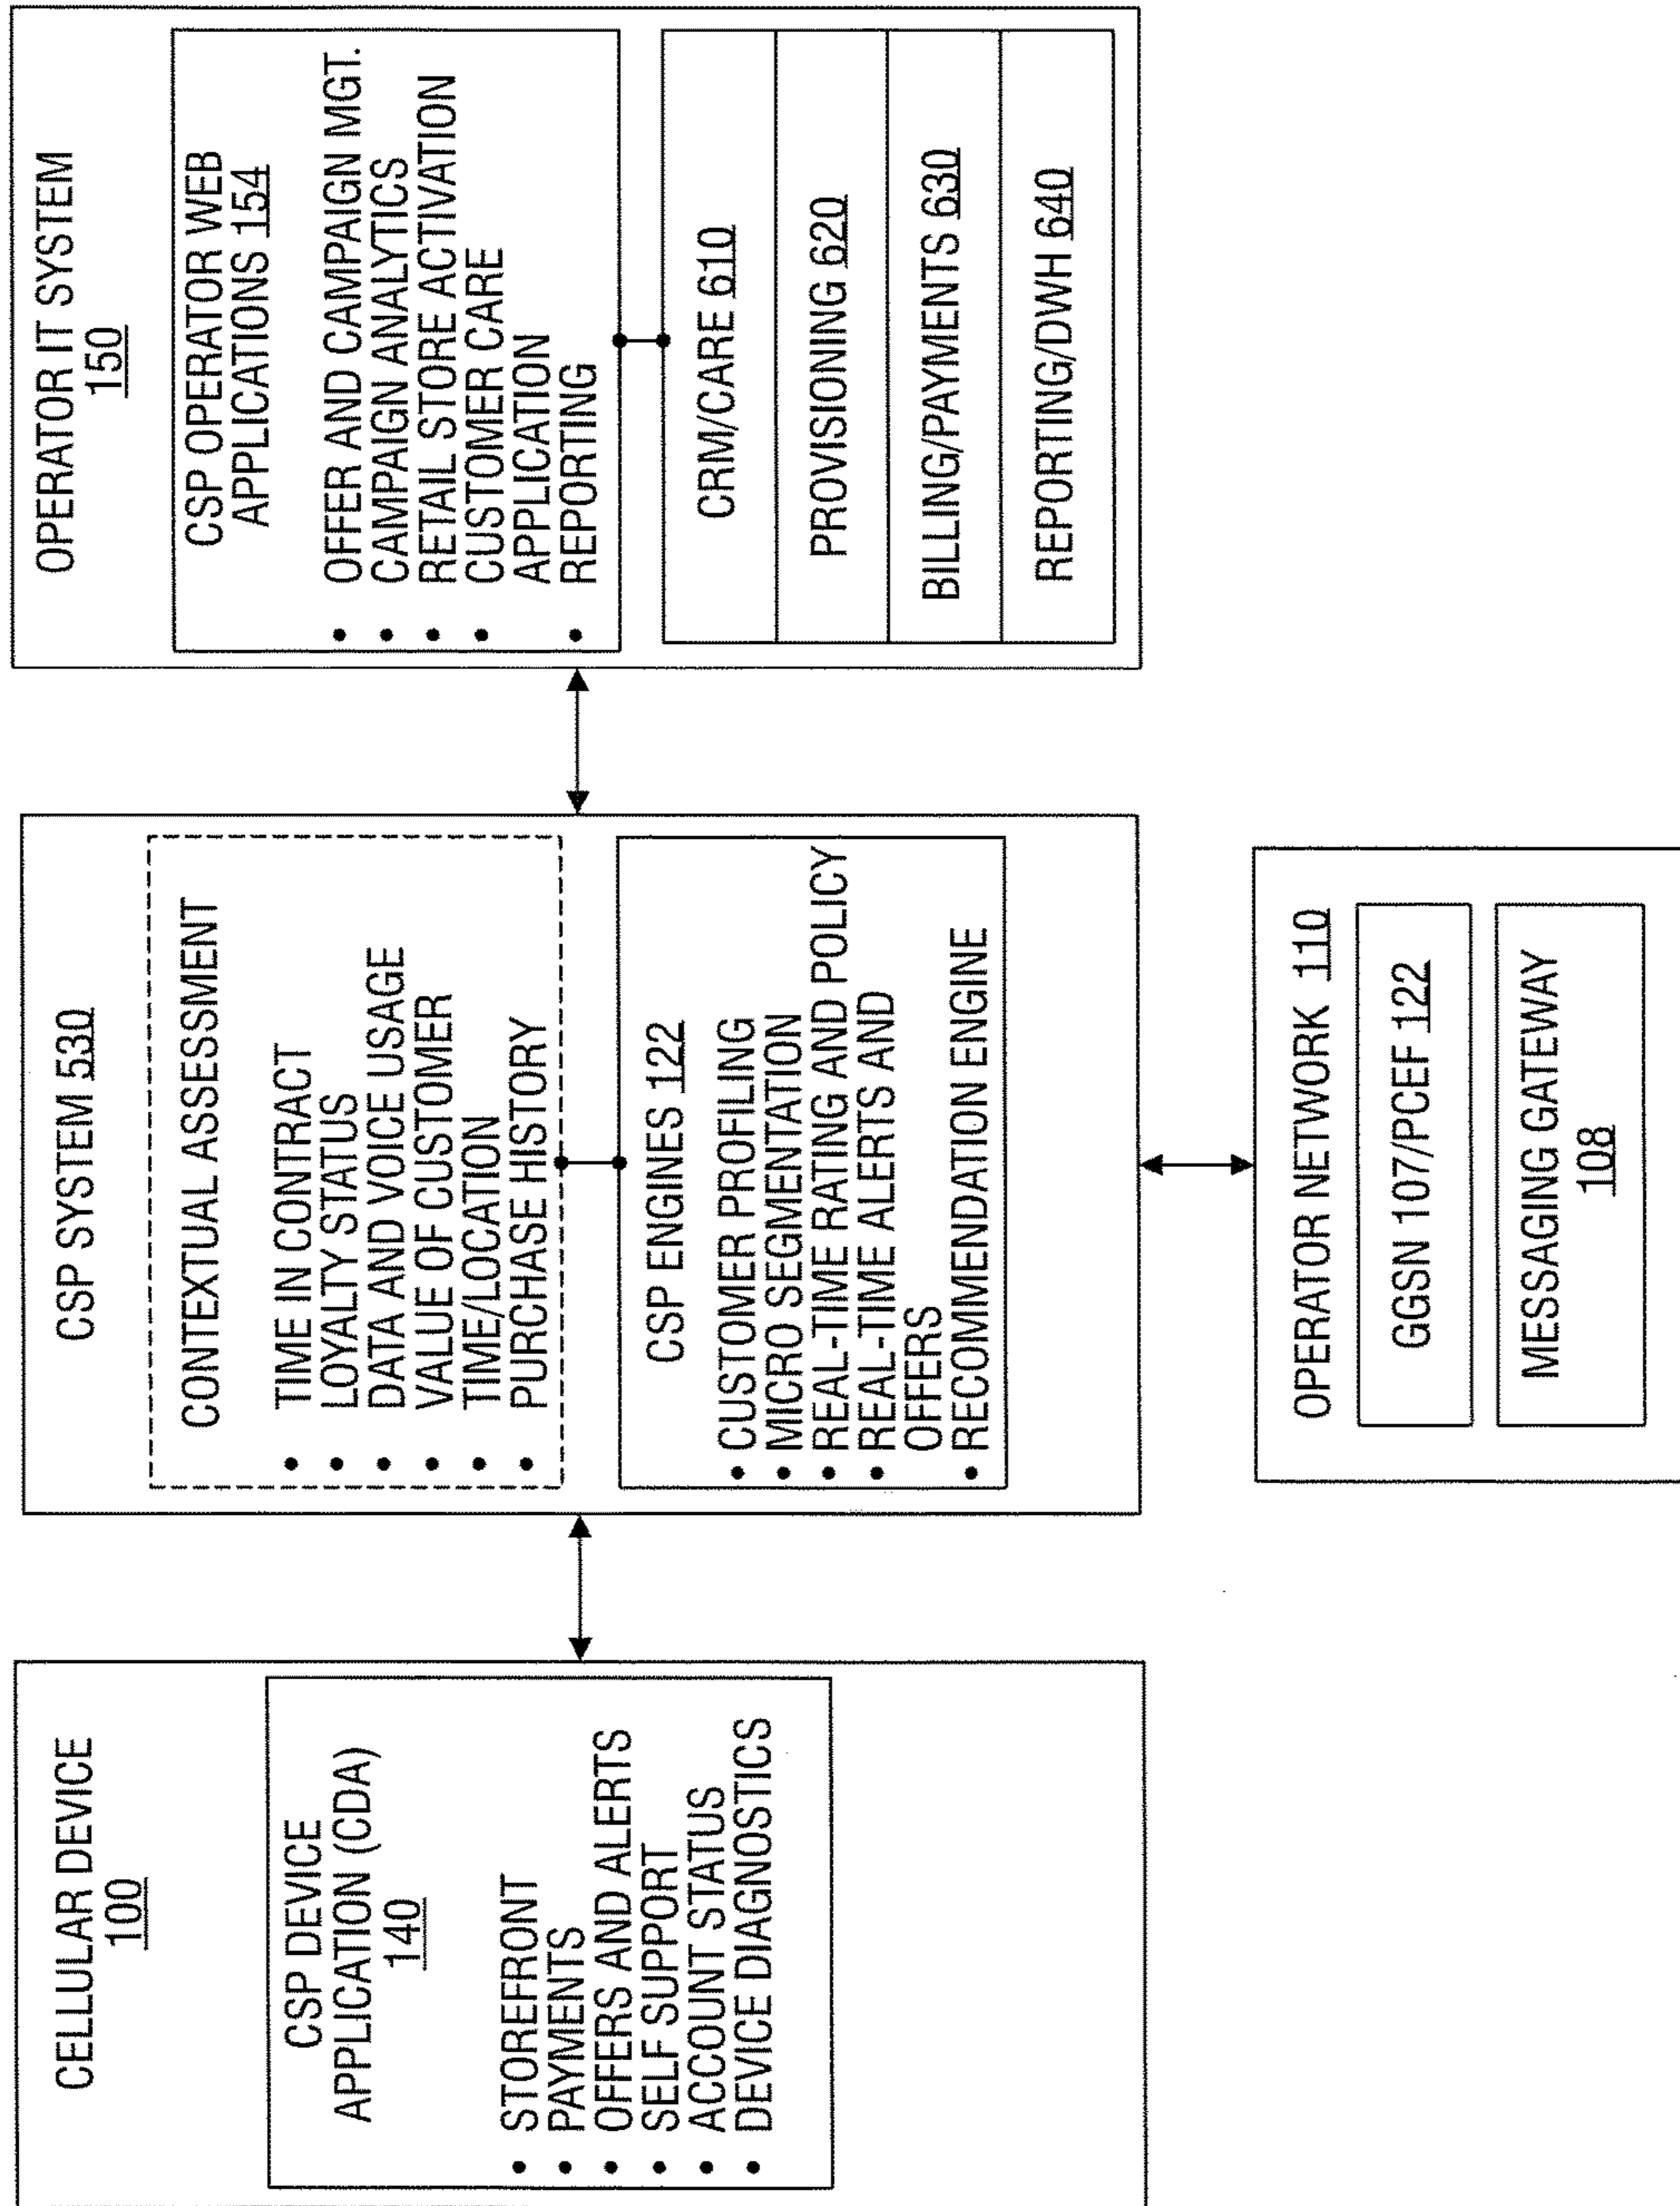 CELLULAR DEVICE
100
CSP DEVICE
APPLICATION (CDA)
140
• STOREFRONT
• PAYMENTS
• OFFERS AND ALERTS
• SELF SUPPORT
• ACCOUNT STATUS
• DEVICE DIAGNOSTICS
CSP SYSTEM 530
CONTEXTUAL ASSESSMENT
• TIME IN CONTRACT
• LOYALTY STATUS
• DATA AND VOICE USAGE
• VALUE OF CUSTOMER
• TIME/LOCATION
• PURCHASE HISTORY
CSP ENGINES 122
• CUSTOMER PROFILING
• MICRO SEGMENTATION
• REAL-TIME RATING AND POLICY
• REAL-TIME ALERTS AND
OFFERS
• RECOMMENDATION ENGINE
OPERATOR NETWORK 110
GGSN 107/PCEF 122
MESSAGING GATEWAY
108
OPERATOR IT SYSTEM
150
CSP OPERATOR WEB
APPLICATIONS 154
• OFFER AND CAMPAIGN MGT.
• CAMPAIGN ANALYTICS
• RETAIL STORE ACTIVATION
• CUSTOMER CARE
APPLICATION
• REPORTING
CRM/CARE 610
PROVISIONING 620
BILLING/PAYMENTS 630
REPORTING/DWH 640